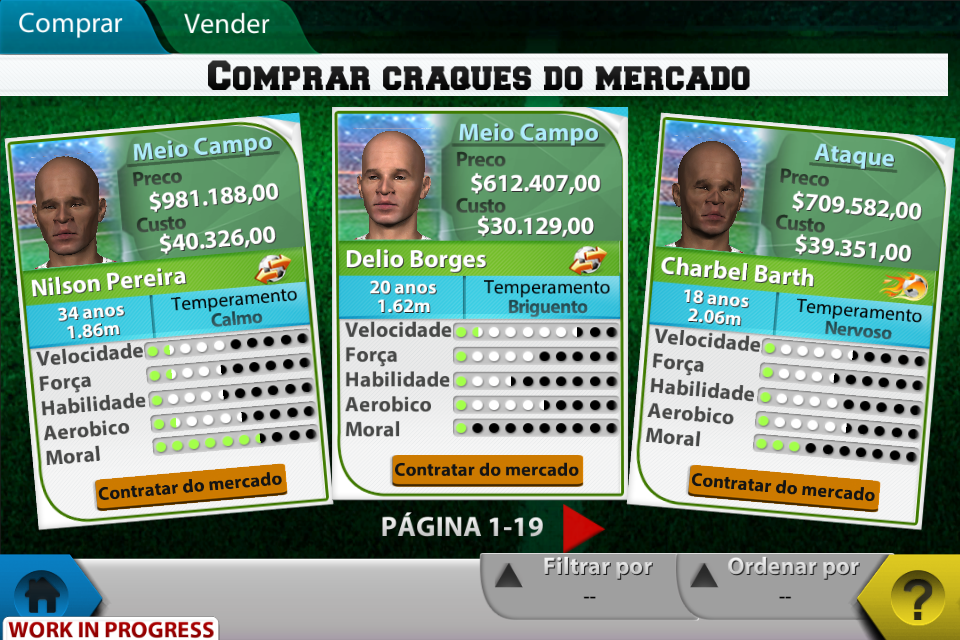 Comprar
Vender
COMPRAR CRAQUES DO MERCADO
Meio Campo
Preco
$981.188,00
Custo
$40.326,00
Nilson Pereira
34 anos
1.86m
Temperamento
Calmo
Velocidade
Força
Habilidade
Aerobico
Moral
Contratar do mercado
Meio Campo
Preco
$612.407,00
Custo
$30.129,00
Delio Borges
20 anos
1.62m
Temperamento
Briguento
Velocidade
Força
Habilidade
Aerobico
Moral
Contratar do mercado
Ataque
Preco
$709.582,00
Custo
$39.351,00
Charbel Barth
18 anos
2.06m
Temperamento
Nervoso
Velocidade
Força
Habilidade
Aerobico
Moral
Contratar do mercado
PÁGINA 1-19
Filtrar por
--
Ordenar por
--
?
WORK IN PROGRESS